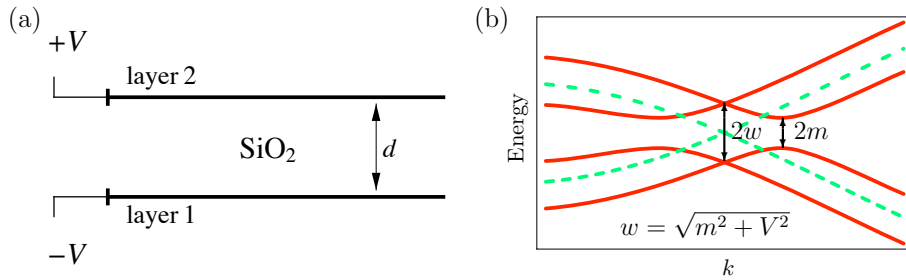 (a)
+V
layer 2
SiO₂
d
layer 1
−V
(b)
Energy
2w
2m
w = √(m² + V²)
k